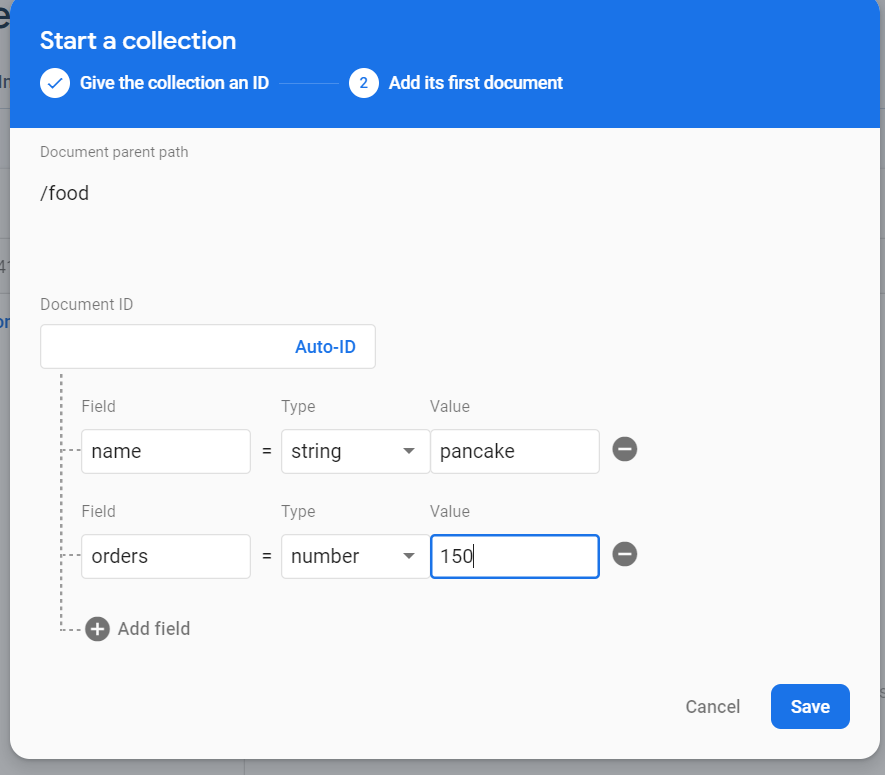 Start a collection
Give the collection an ID
2 Add its first document
Document parent path
/food
Document ID
Auto-ID
Field Type Value
name = string pancake
Field Type Value
orders = number 150
Add field
Cancel Save